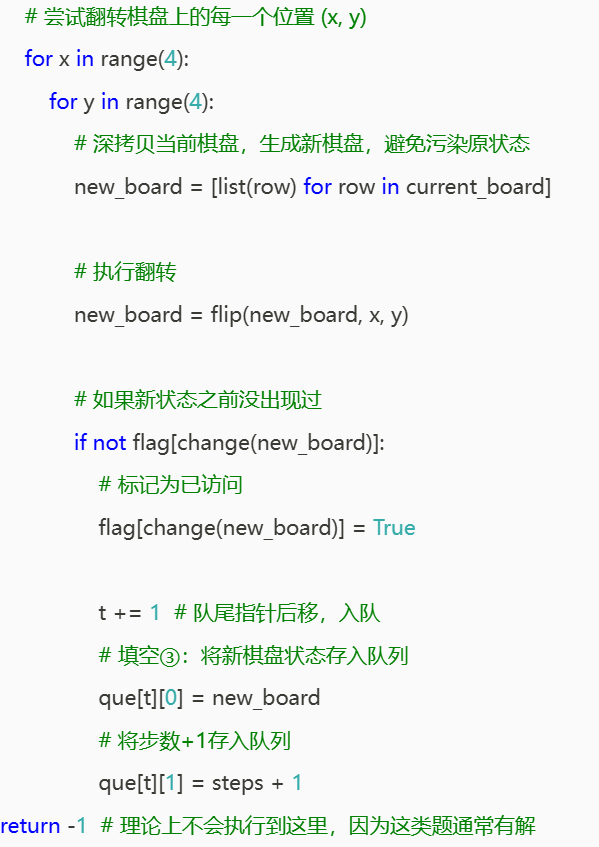 # 尝试翻转棋盘上的每一个位置 (x, y)
for x in range(4):
for y in range(4):
# 深拷贝当前棋盘，生成新棋盘，避免污染原状态
new_board = [list(row) for row in current_board]
# 执行翻转
new_board = flip(new_board, x, y)
# 如果新状态之前没出现过
if not flag[change(new_board)]:
# 标记为已访问
flag[change(new_board)] = True
t += 1  # 队尾指针后移，入队
# 填空③：将新棋盘状态存入队列
que[t][0] = new_board
# 将步数+1存入队列
que[t][1] = steps + 1
return -1  # 理论上不会执行到这里，因为这类题通常有解